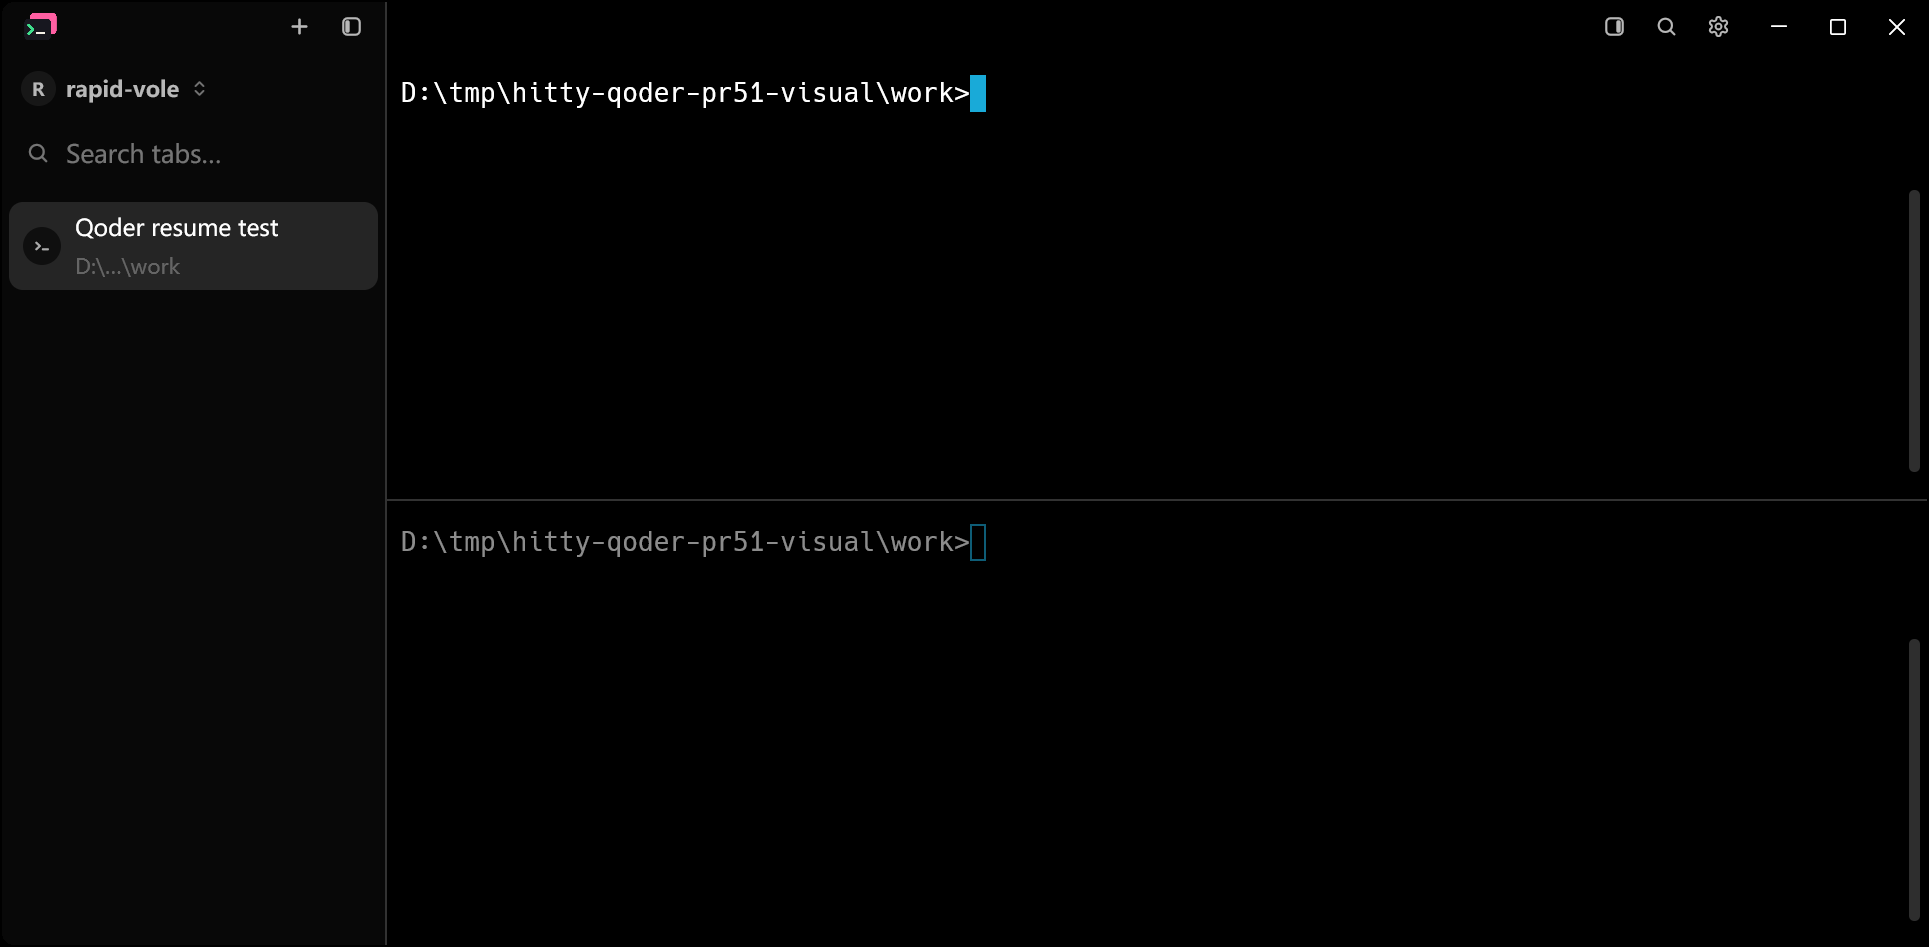 R rapid-vole
Search tabs...
Qoder resume test
D:\...\work
D:\tmp\hitty-qoder-pr51-visual\work>
D:\tmp\hitty-qoder-pr51-visual\work>